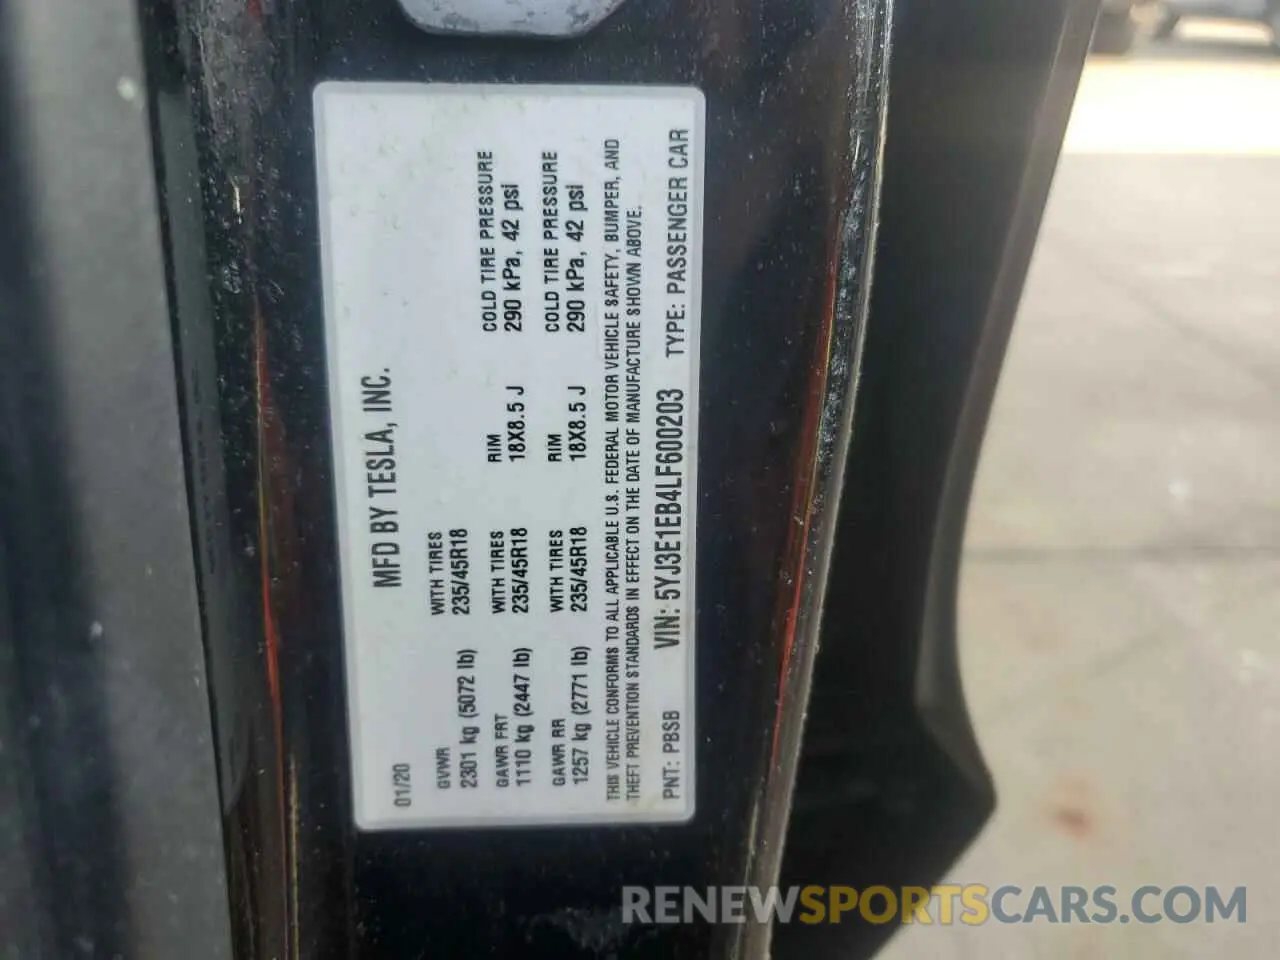 MFD BY TESLA, INC.
01/20
GVWR WITH TIRES
2301 kg (5072 lb) 235/45R18
GAWR FRT WITH TIRES RIM COLD TIRE PRESSURE
1110 kg (2447 lb) 235/45R18 18X8.5 J 290 kPa, 42 psi
GAWR RR WITH TIRES RIM COLD TIRE PRESSURE
1257 kg (2771 lb) 235/45R18 18X8.5 J 290 kPa, 42 psi
THIS VEHICLE CONFORMS TO ALL APPLICABLE U.S. FEDERAL MOTOR VEHICLE SAFETY, BUMPER, AND
THEFT PREVENTION STANDARDS IN EFFECT ON THE DATE OF MANUFACTURE SHOWN ABOVE.
PNT: PBSB VIN: 5YJ3E1EB4LF600203 TYPE: PASSENGER CAR
RENEWSPORTSCARS.COM